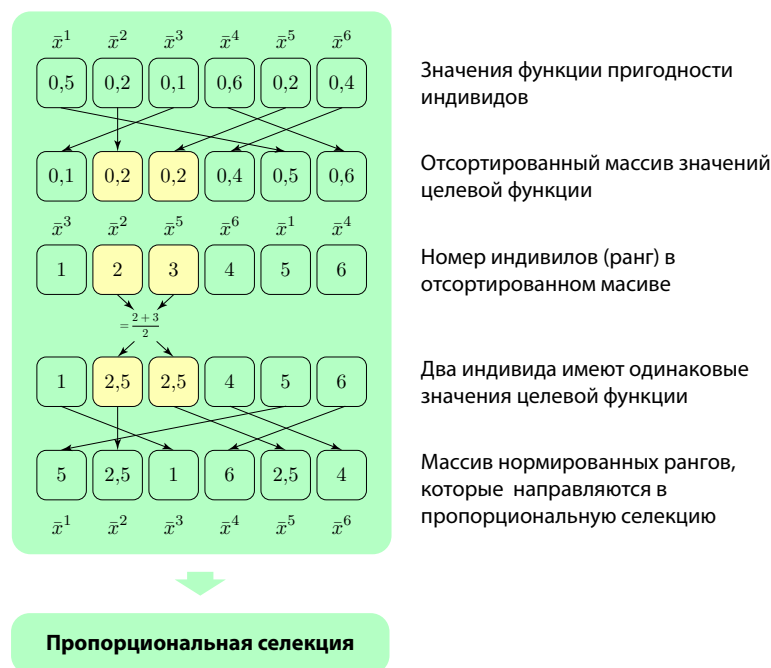 x̄¹ x̄² x̄³ x̄⁴ x̄⁵ x̄⁶
0,5 0,2 0,1 0,6 0,2 0,4
Значения функции пригодности
индивидов
0,1 0,2 0,2 0,4 0,5 0,6
Отсортированный массив значений
целевой функции
x̄³ x̄² x̄⁵ x̄⁶ x̄¹ x̄⁴
1 2 3 4 5 6
Номер индивилов (ранг) в
отсортированном масиве
= (2 + 3)/2
1 2,5 2,5 4 5 6
Два индивида имеют одинаковые
значения целевой функции
5 2,5 1 6 2,5 4
Массив нормированных рангов,
которые направляются в
пропорциональную селекцию
x̄¹ x̄² x̄³ x̄⁴ x̄⁵ x̄⁶
Пропорциональная селекция